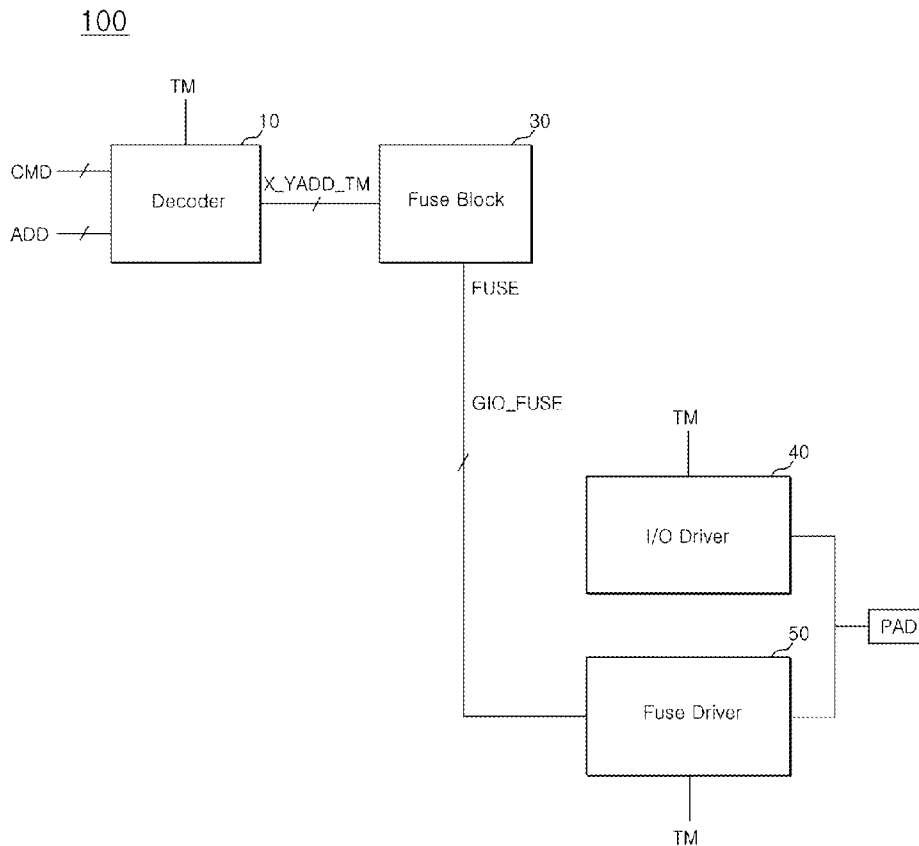 100
TM
10
30
CMD
Decoder
X_YADD_TM
Fuse Block
ADD
FUSE
GIO_FUSE
TM
40
I/O Driver
PAD
50
Fuse Driver
TM